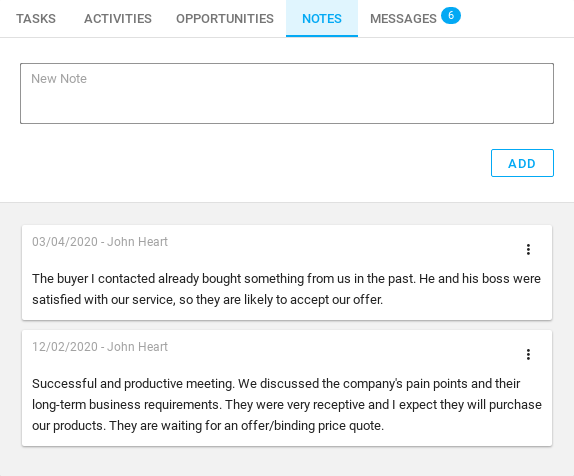 TASKS ACTIVITIES OPPORTUNITIES NOTES MESSAGES 6
New Note
ADD
03/04/2020 - John Heart
The buyer I contacted already bought something from us in the past. He and his boss were
satisfied with our service, so they are likely to accept our offer.
12/02/2020 - John Heart
Successful and productive meeting. We discussed the company's pain points and their
long-term business requirements. They were very receptive and I expect they will purchase
our products. They are waiting for an offer/binding price quote.